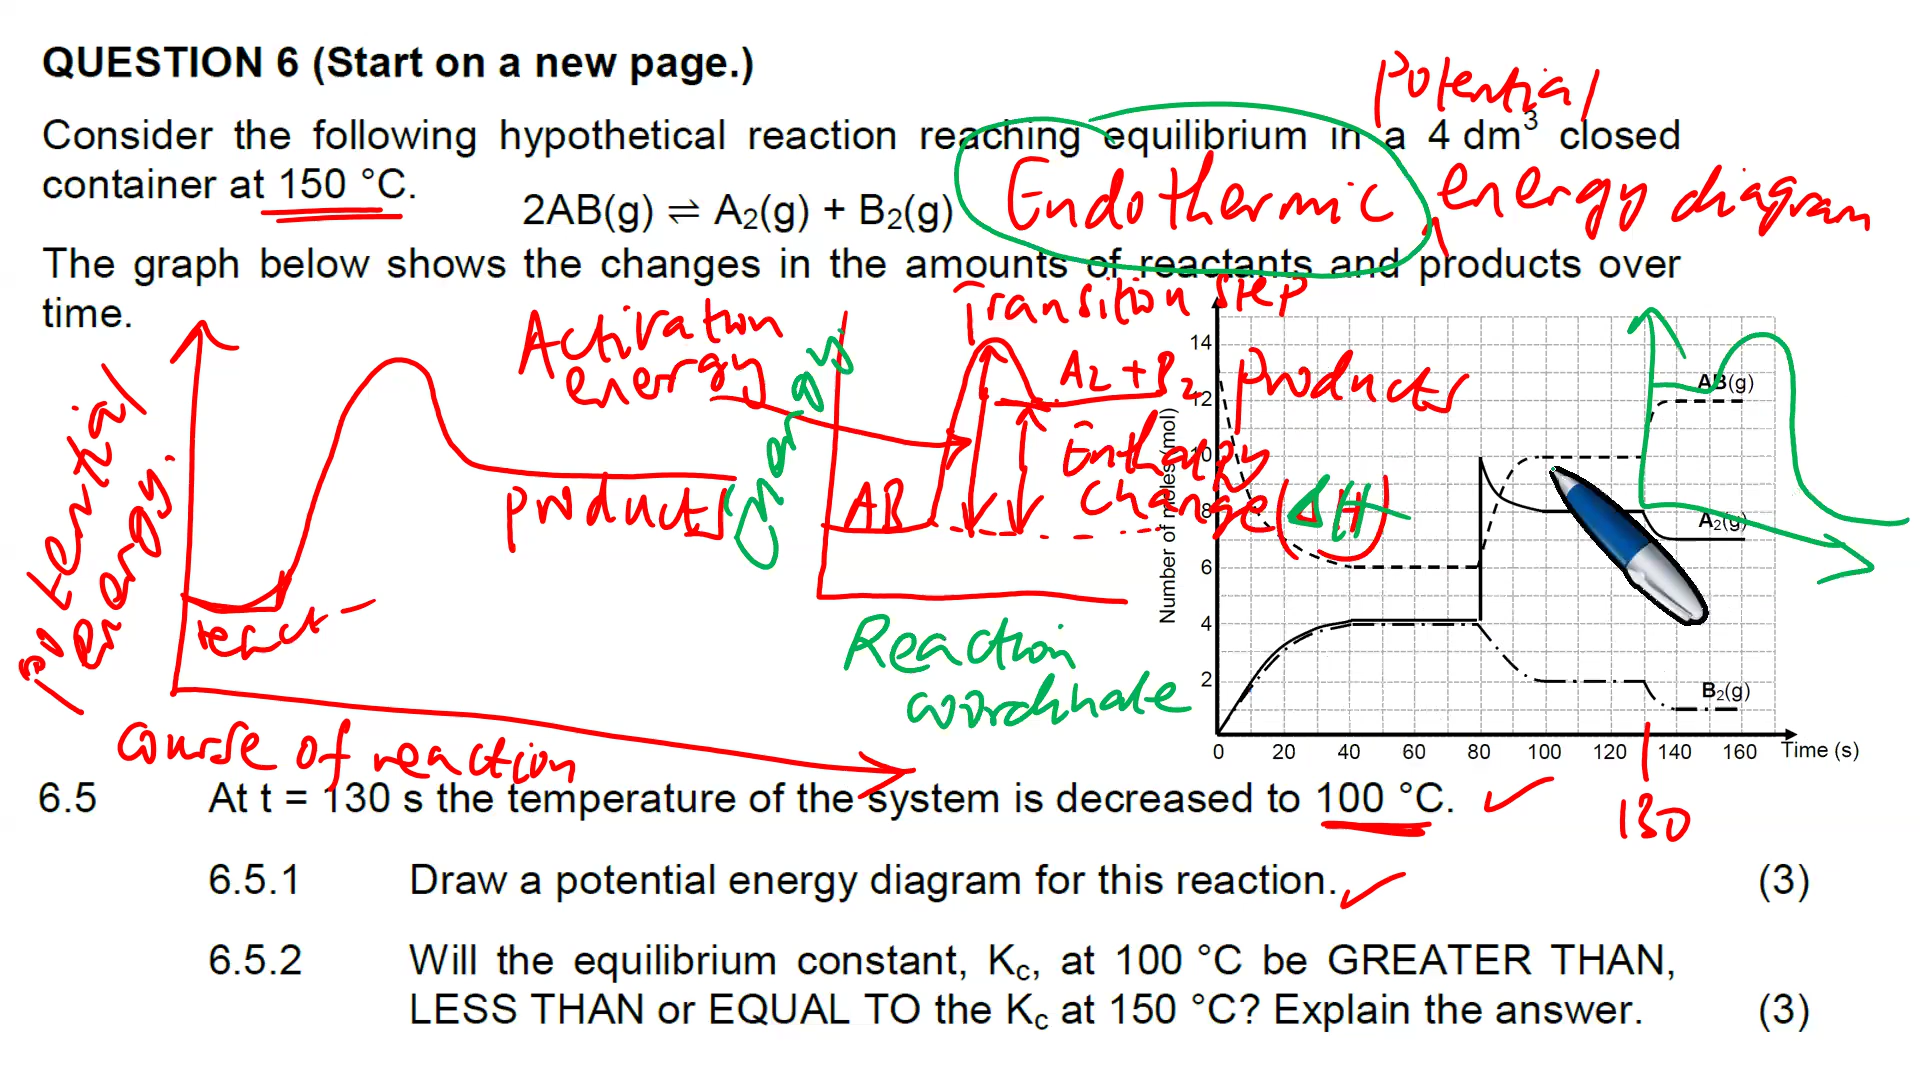 QUESTION 6 (Start on a new page.)
Potential
Consider the following hypothetical reaction reaching equilibrium in a 4 dm³ closed
container at 150 °C.
2AB(g) ⇌ A₂(g) + B₂(g)
Endothermic energy diagram
The graph below shows the changes in the amounts of reactants and products over
time.
Potential energy.
react
products
course of reaction
Activation
energy
Energy
Transition step
A₂ + B₂ products
AB
Enthalpy
change (ΔH)
Reaction
coordinate
Number of moles (mol)
14
12
10
8
6
4
2
AB(g)
A₂(g)
B₂(g)
0 20 40 60 80 100 120 140 160 Time (s)
130
6.5 At t = 130 s the temperature of the system is decreased to 100 °C.
6.5.1 Draw a potential energy diagram for this reaction. (3)
6.5.2 Will the equilibrium constant, Kc, at 100 °C be GREATER THAN,
LESS THAN or EQUAL TO the Kc at 150 °C? Explain the answer. (3)